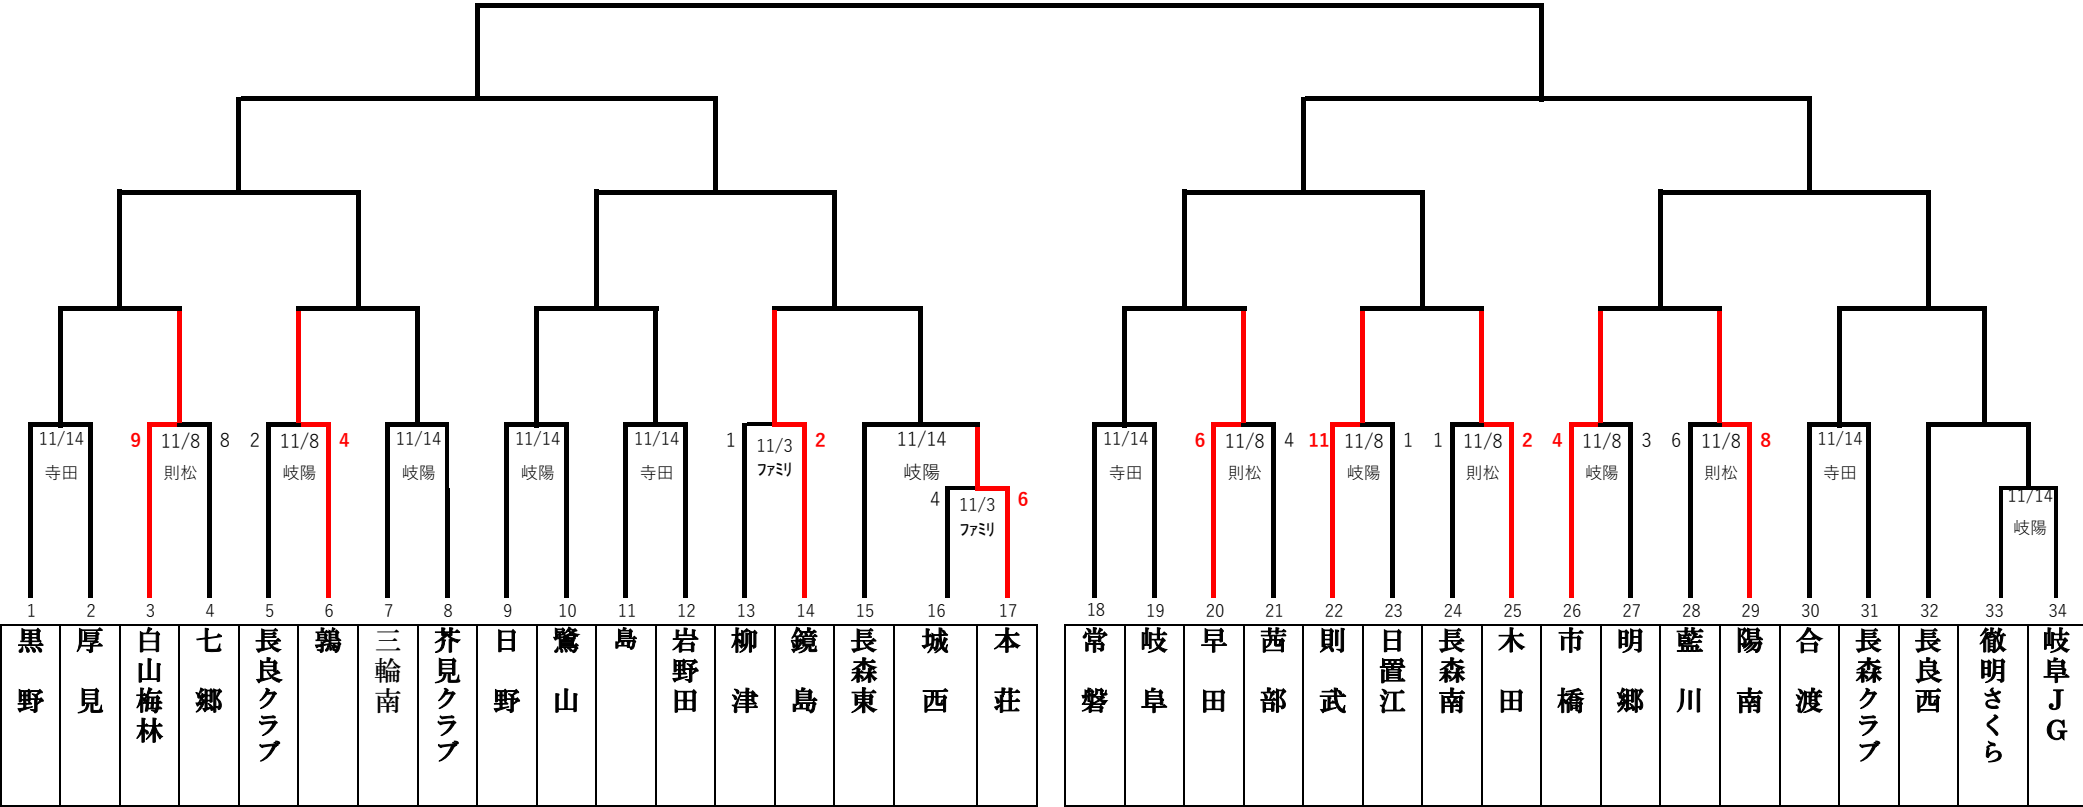 11/14 9 11/8 8 2 11/8 4 11/14 11/14 11/14 1 11/3 2 11/14 11/14 6 11/8 4 11 11/8 1 1 11/8 2 4 11/8 3 6 11/8 8 11/14
寺田 則松 岐陽 岐陽 岐陽 寺田 ﾌｧﾐﾘ 岐陽 寺田 則松 岐陽 則松 岐陽 則松 寺田
4 11/3 6 11/14
ﾌｧﾐﾘ 岐陽
1 2 3 4 5 6 7 8 9 10 11 12 13 14 15 16 17 18 19 20 21 22 23 24 25 26 27 28 29 30 31 32 33 34
黒野
厚見
白山梅林
七郷
長良クラブ
鶉
三輪南
芥見クラブ
日野
鷺山
島
岩野田
柳津
鏡島
長森東
城西
本荘
常磐
岐阜
早田
茜部
則武
日置江
長森南
木田
市橋
明郷
藍川
陽南
合渡
長森クラブ
長良西
徹明さくら
岐阜JG